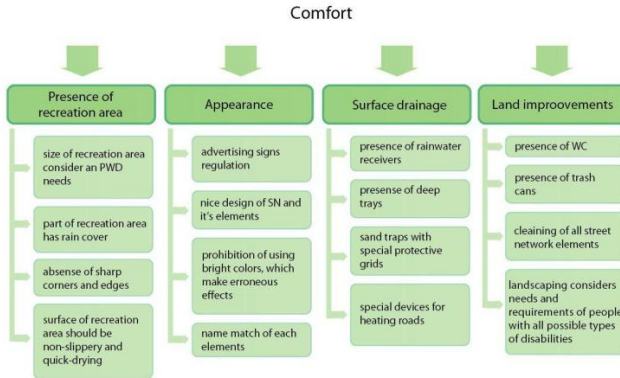 Comfort
Presence of
recreation area
size of recreation area
consider an PWD
needs
part of recreation area
has rain cover
absense of sharp
corners and edges
surface of recreation
area should be
non-slippery and
quick-drying
Appearance
advertising signs
regulation
nice design of SN and
it's elements
prohibition of using
bright colors, which
make erroneous
effects
name match of each
elements
Surface drainage
presence of rainwater
receivers
presense of deep
trays
sand traps with
special protective
grids
special devices for
heating roads
Land improovements
presence of WC
presence of trash
cans
cleaining of all street
network elements
landscaping considers
needs and
requirements of people
with all possible types
of disabilities